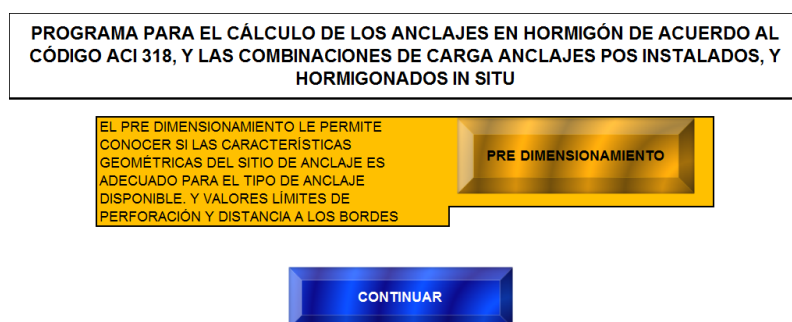 PROGRAMA PARA EL CÁLCULO DE LOS ANCLAJES EN HORMIGÓN DE ACUERDO AL
CÓDIGO ACI 318, Y LAS COMBINACIONES DE CARGA ANCLAJES POS INSTALADOS, Y
HORMIGONADOS IN SITU
EL PRE DIMENSIONAMIENTO LE PERMITE
CONOCER SI LAS CARACTERÍSTICAS
GEOMÉTRICAS DEL SITIO DE ANCLAJE ES
ADECUADO PARA EL TIPO DE ANCLAJE
DISPONIBLE. Y VALORES LÍMITES DE
PERFORACIÓN Y DISTANCIA A LOS BORDES
PRE DIMENSIONAMIENTO
CONTINUAR